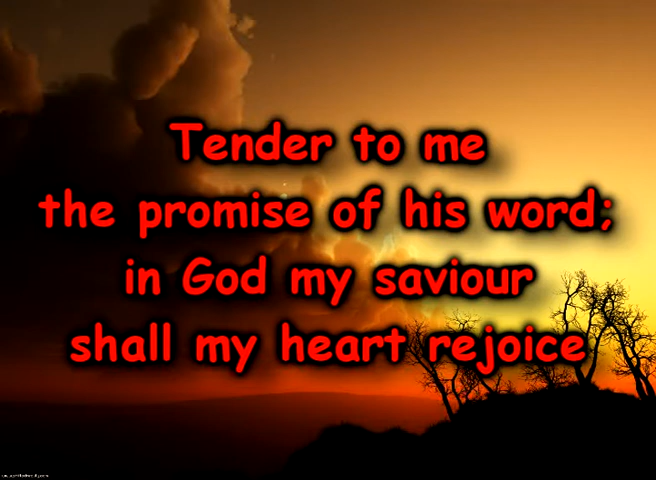 Tender to me
the promise of his word;
in God my saviour
shall my heart rejoice